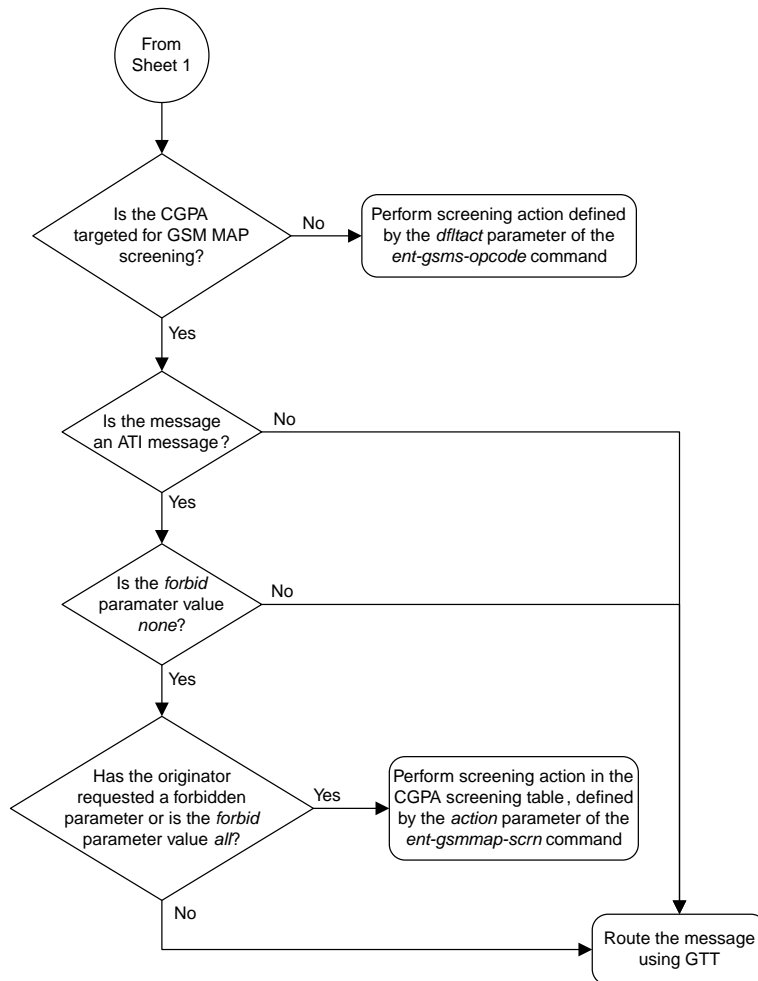 From
Sheet 1
Is the CGPA
targeted for GSM MAP
screening?
No
Perform screening action defined
by the dfltact parameter of the
ent-gsms-opcode command
Yes
Is the message
an ATI message?
No
Yes
Is the forbid
paramater value
none?
No
Yes
Has the originator
requested a forbidden
parameter or is the forbid
parameter value all?
Yes
Perform screening action in the
CGPA screening table, defined
by the action parameter of the
ent-gsmmap-scrn command
No
Route the message
using GTT